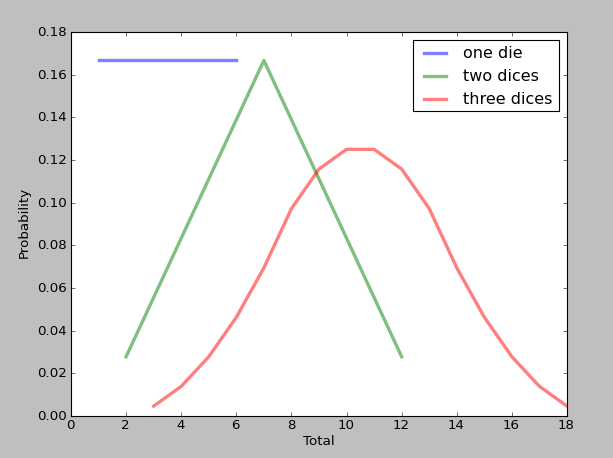 0.18
0.16
0.14
0.12
0.10
0.08
0.06
0.04
0.02
0.00
Probability
one die
two dices
three dices
0 2 4 6 8 10 12 14 16 18
Total